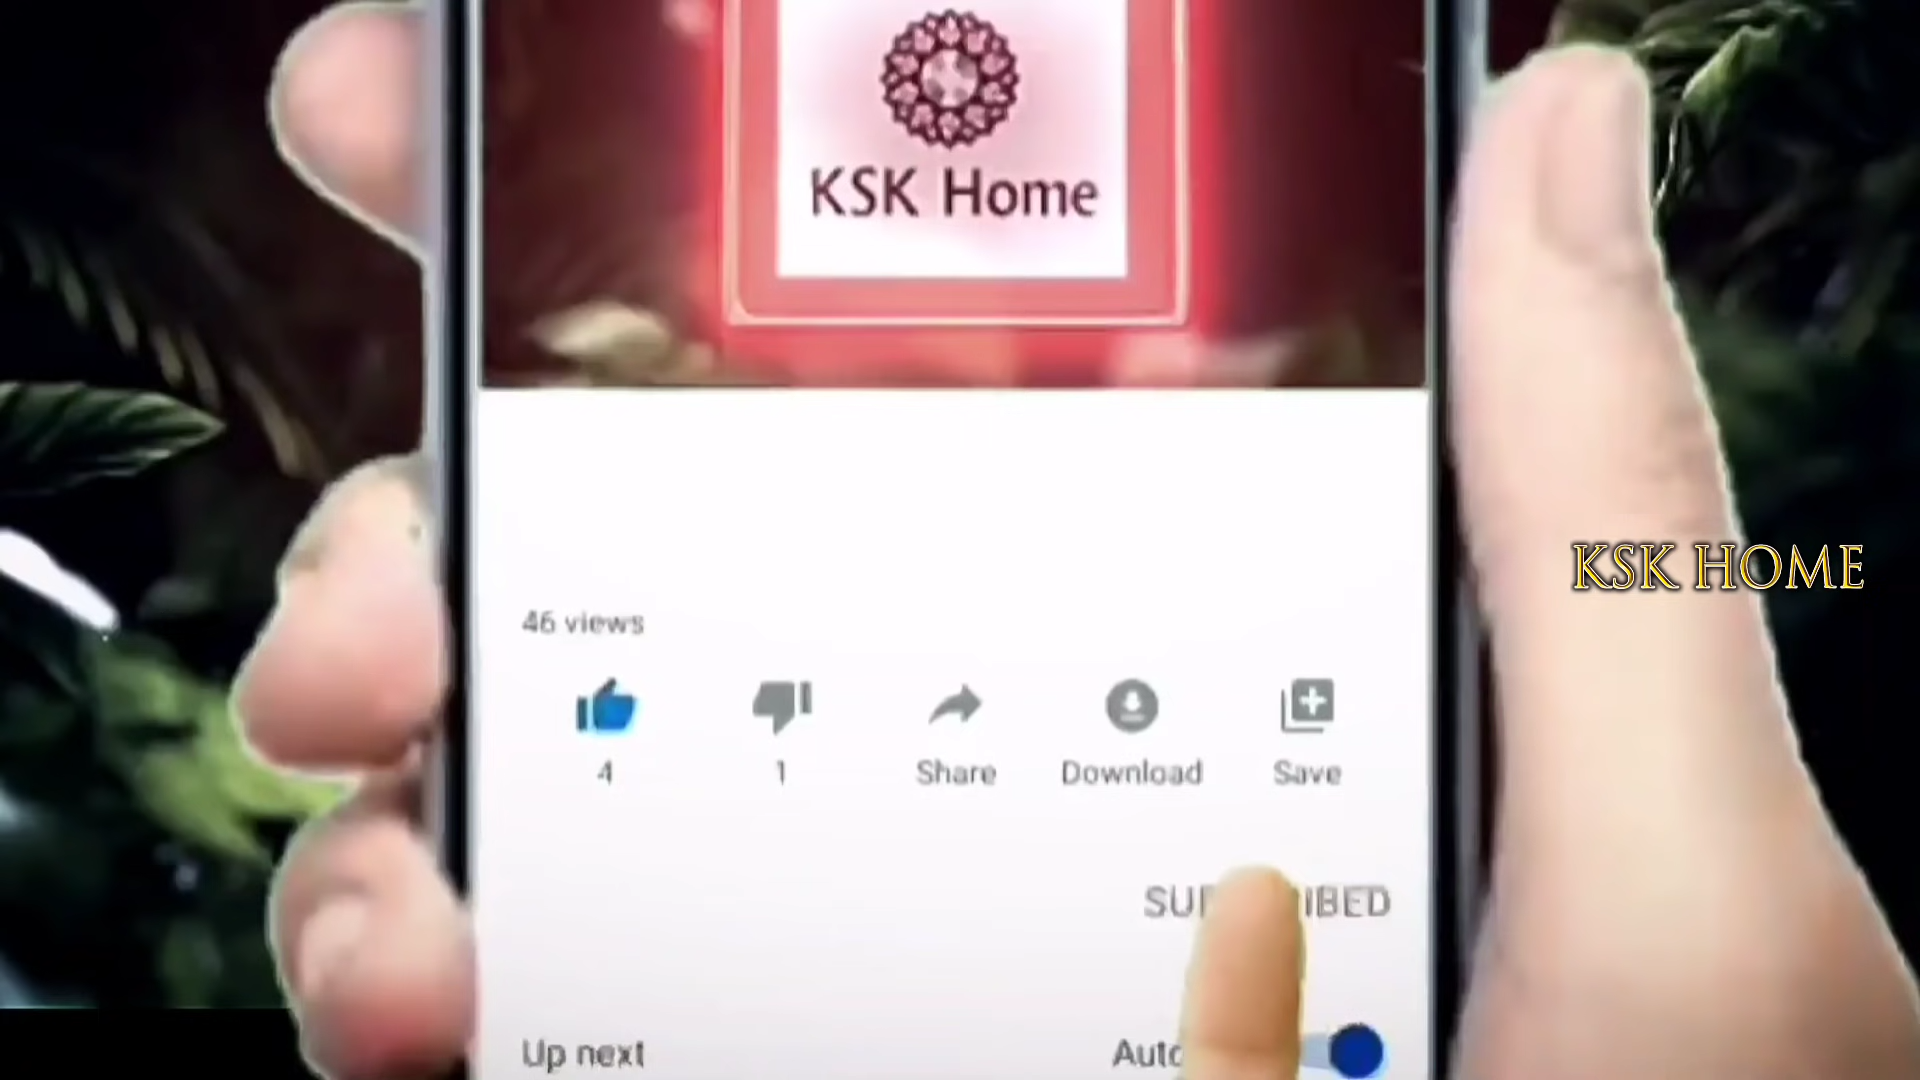 KSK Home
KSK HOME
46 views
4
1
Share
Download
Save
Up next